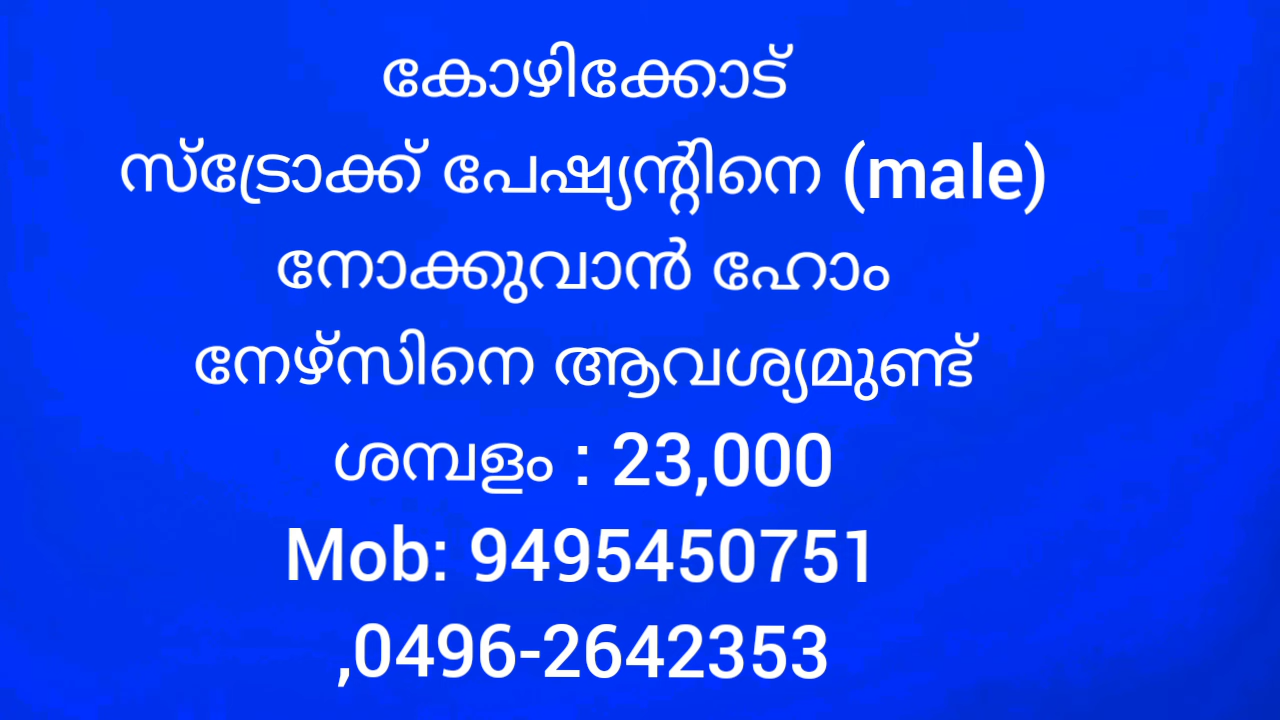 കോഴിക്കോട്
സ്ട്രോക്ക് പേഷ്യന്റിനെ (male)
നോക്കുവാൻ ഹോം
നേഴ്സിനെ ആവശ്യമുണ്ട്
ശമ്പളം : 23,000
Mob: 9495450751
,0496-2642353